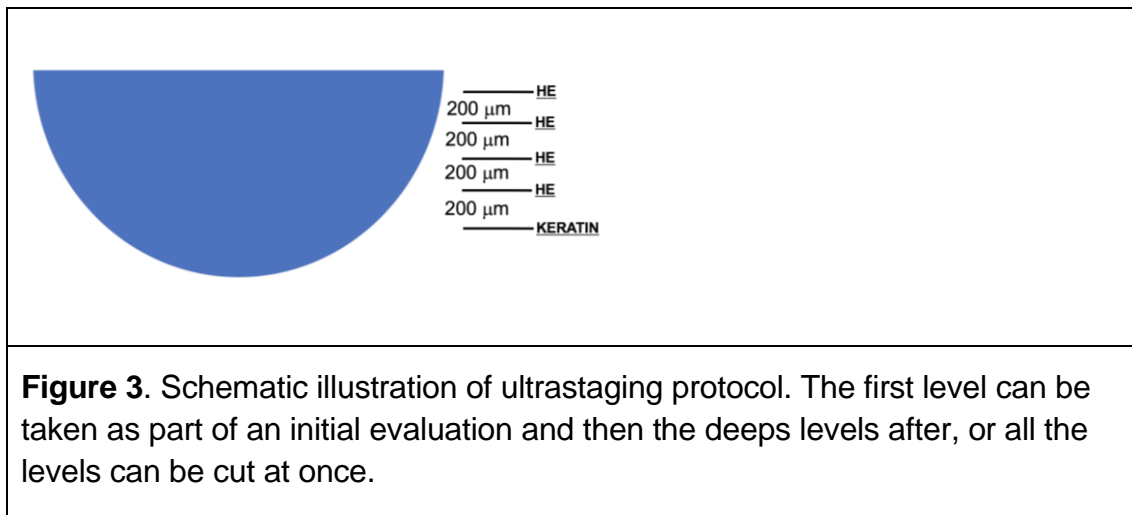 HE
200 μm
HE
200 μm
HE
200 μm
HE
200 μm
KERATIN
Figure 3. Schematic illustration of ultrastaging protocol. The first level can be
taken as part of an initial evaluation and then the deeps levels after, or all the
levels can be cut at once.